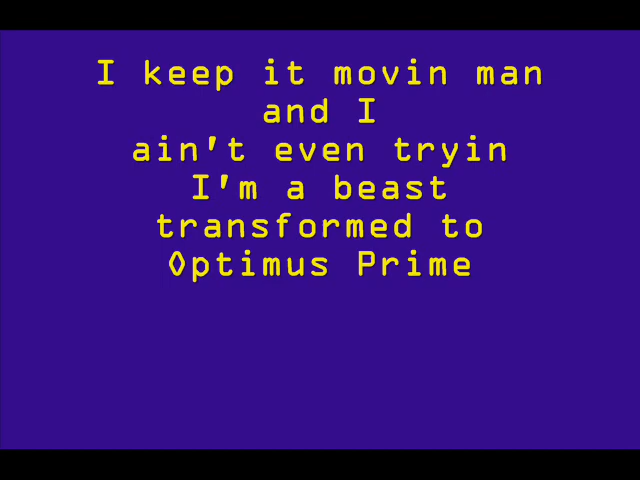 I keep it movin man
and I
ain't even tryin
I'm a beast
transformed to
Optimus Prime